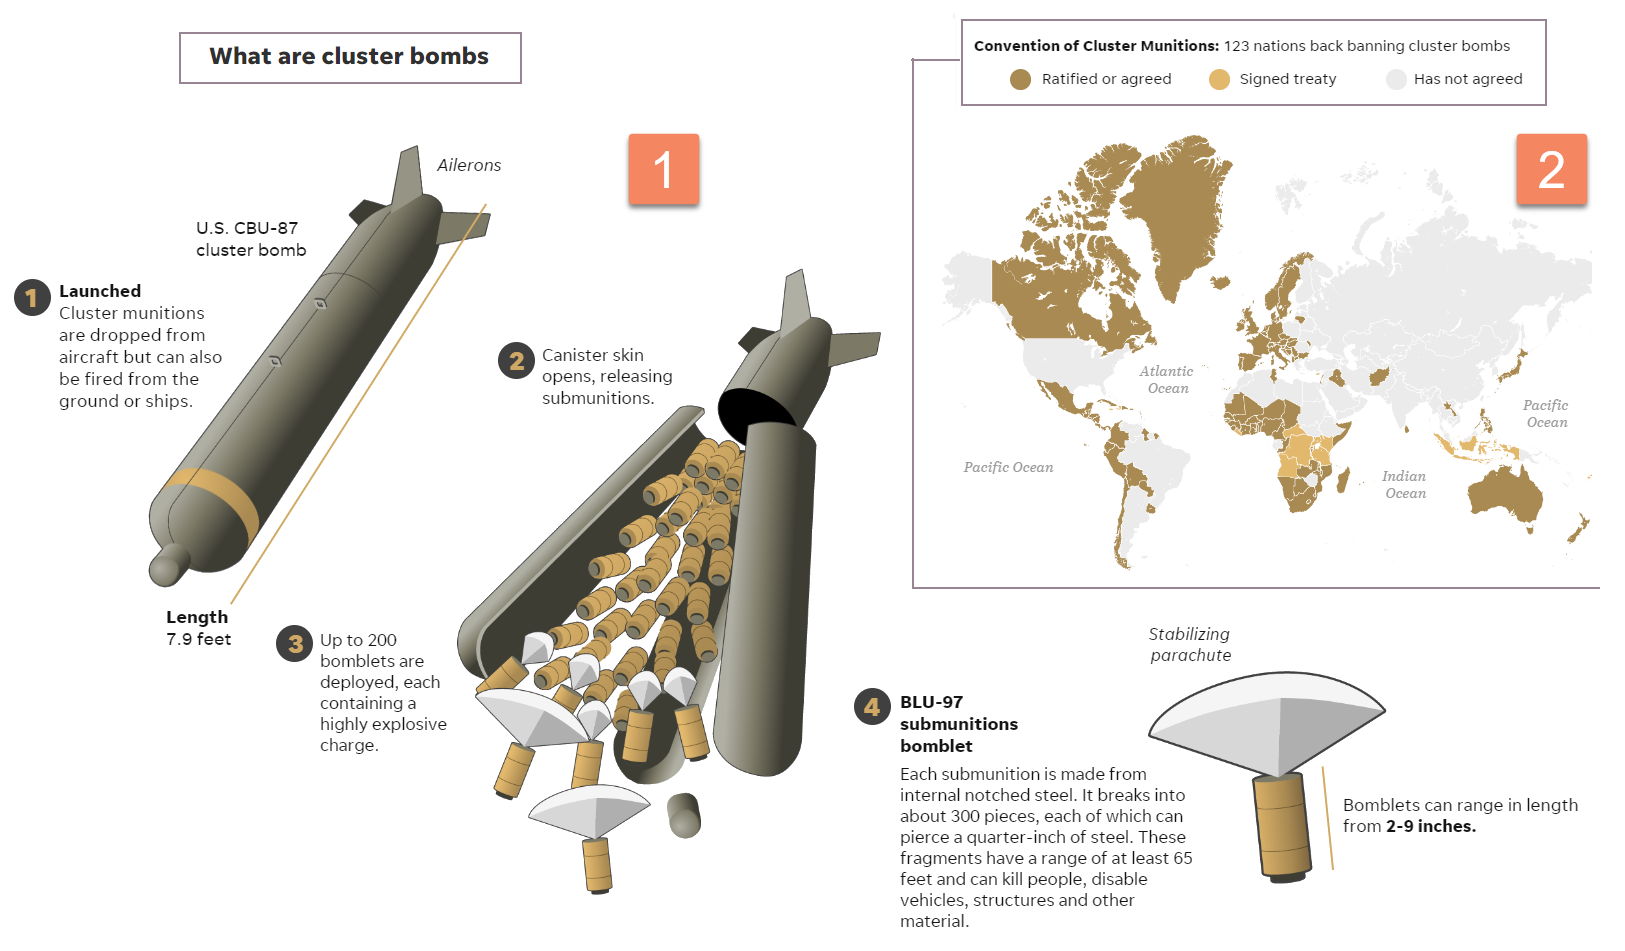 What are cluster bombs
1
Ailerons
U.S. CBU-87
cluster bomb
1
Launched
Cluster munitions
are dropped from
aircraft but can also
be fired from the
ground or ships.
Length
7.9 feet
2
Canister skin
opens, releasing
submunitions.
3
Up to 200
bomblets are
deployed, each
containing a
highly explosive
charge.
Convention of Cluster Munitions: 123 nations back banning cluster bombs
Ratified or agreed
Signed treaty
Has not agreed
2
Atlantic
Ocean
Pacific
Ocean
Pacific Ocean
Indian
Ocean
4
BLU-97
submunitions
bomblet
Each submunition is made from
internal notched steel. It breaks into
about 300 pieces, each of which can
pierce a quarter-inch of steel. These
fragments have a range of at least 65
feet and can kill people, disable
vehicles, structures and other
material.
Stabilizing
parachute
Bomblets can range in length
from 2-9 inches.